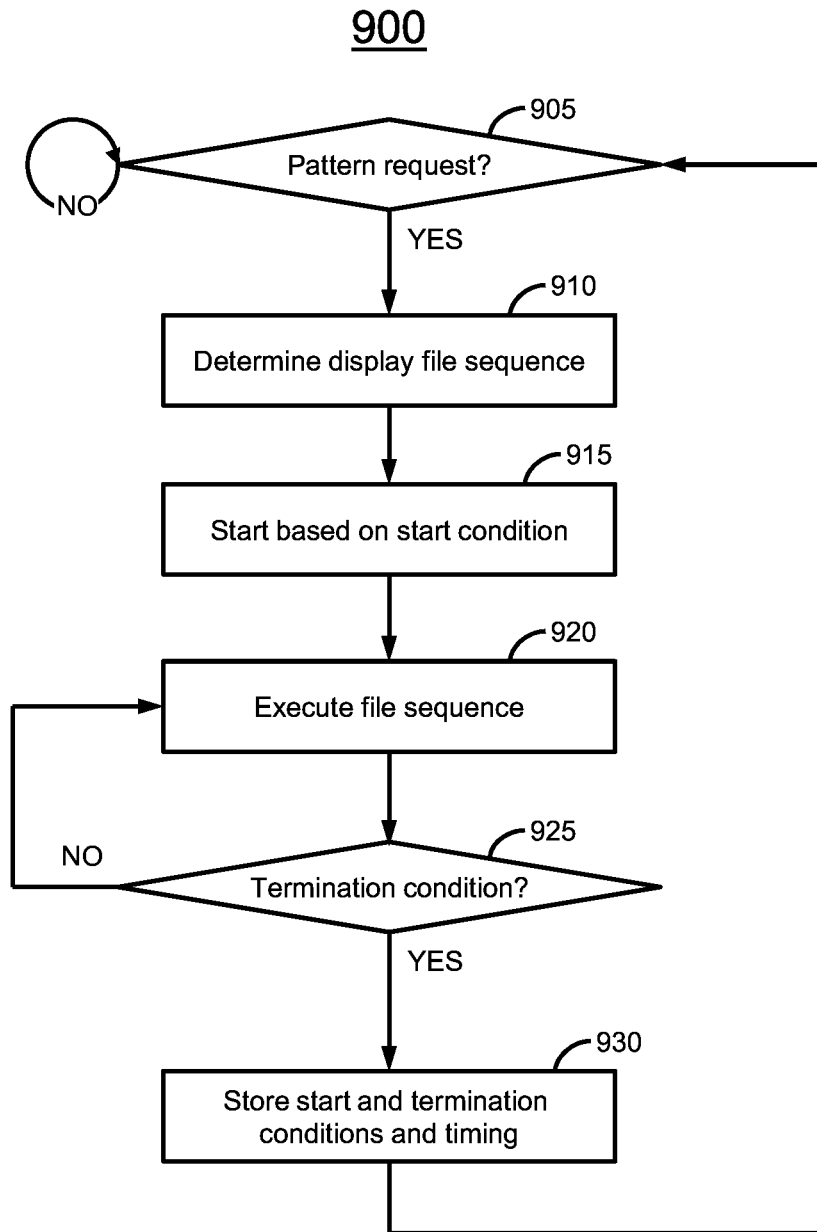 900
905
Pattern request?
NO
YES
910
Determine display file sequence
915
Start based on start condition
920
Execute file sequence
925
NO
Termination condition?
YES
930
Store start and termination
conditions and timing